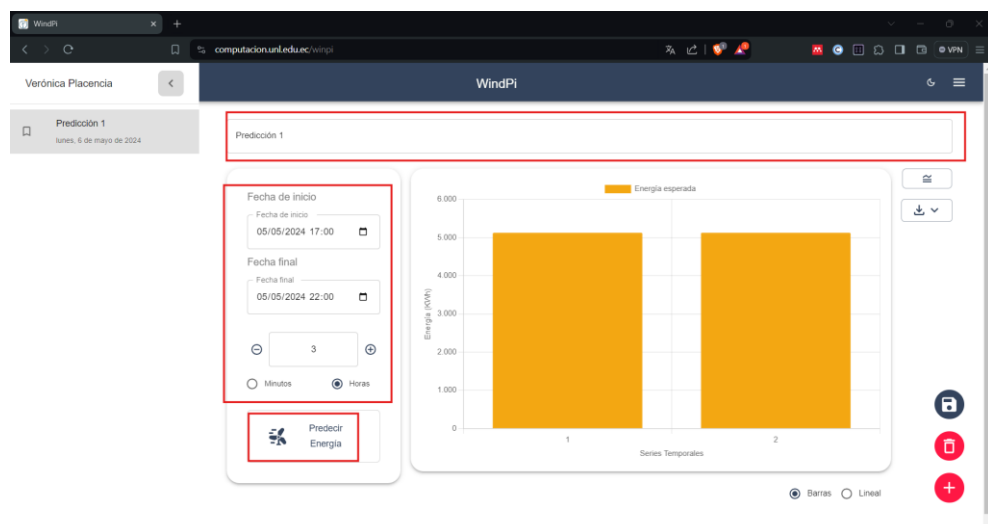 WindPi
computacion.unl.edu.ec/winpi
VPN
Verónica Placencia
WindPi
Predicción 1
lunes, 6 de mayo de 2024
Predicción 1
Fecha de inicio
Fecha de inicio
05/05/2024 17:00
Fecha final
Fecha final
05/05/2024 22:00
3
Minutos
Horas
Predecir
Energía
Energía esperada
6.000
5.000
4.000
3.000
2.000
1.000
0
Energía (KWh)
1
2
Series Temporales
Barras
Lineal